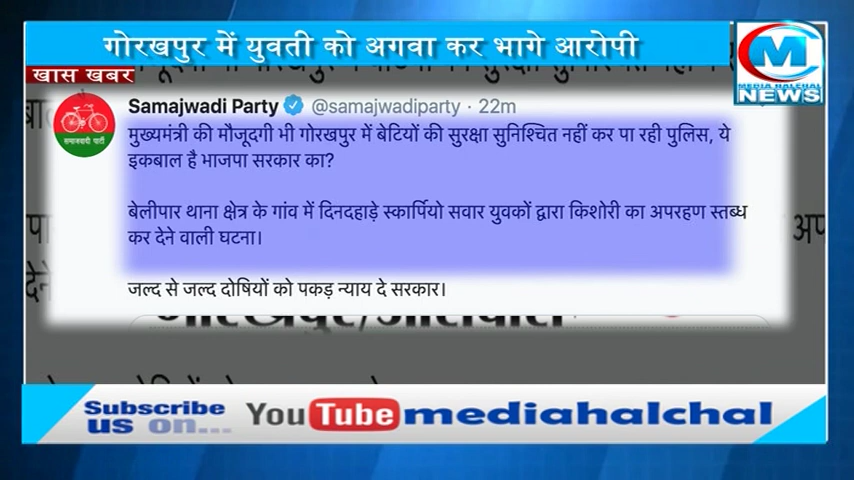 गोरखपुर में युवती को अगवा कर भागे आरोपी
खास खबर
M
MEDIA HALCHAL
NEWS
Samajwadi Party @samajwadiparty · 22m
मुख्यमंत्री की मौजूदगी भी गोरखपुर में बेटियों की सुरक्षा सुनिश्चित नहीं कर पा रही पुलिस, ये
इकबाल है भाजपा सरकार का?
बेलीपार थाना क्षेत्र के गांव में दिनदहाड़े स्कार्पियो सवार युवकों द्वारा किशोरी का अपरहण स्तब्ध
कर देने वाली घटना।
जल्द से जल्द दोषियों को पकड़ न्याय दे सरकार।
समाजवादी पार्टी
Subscribe
us on...
YouTube mediahalchal